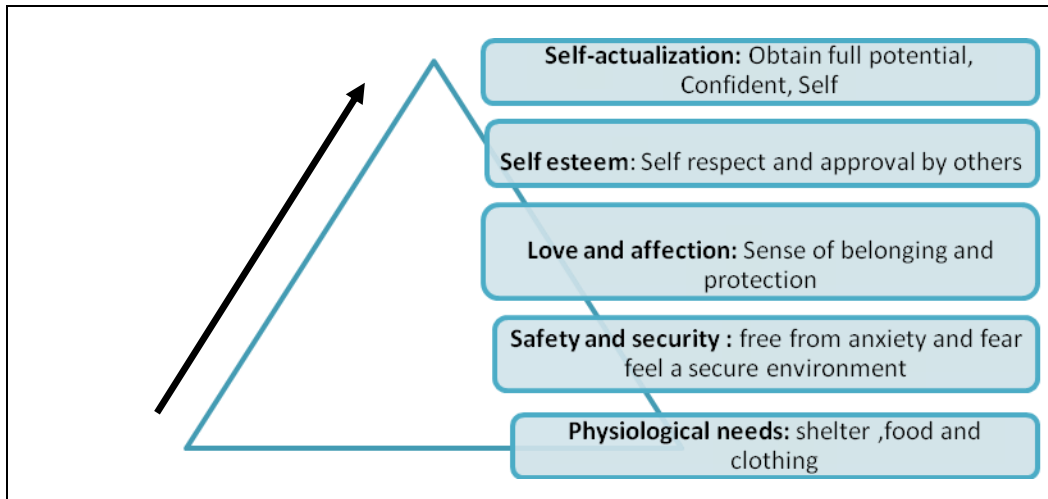 Self-actualization: Obtain full potential,
Confident, Self
Self esteem: Self respect and approval by others
Love and affection: Sense of belonging and
protection
Safety and security : free from anxiety and fear
feel a secure environment
Physiological needs: shelter ,food and
clothing